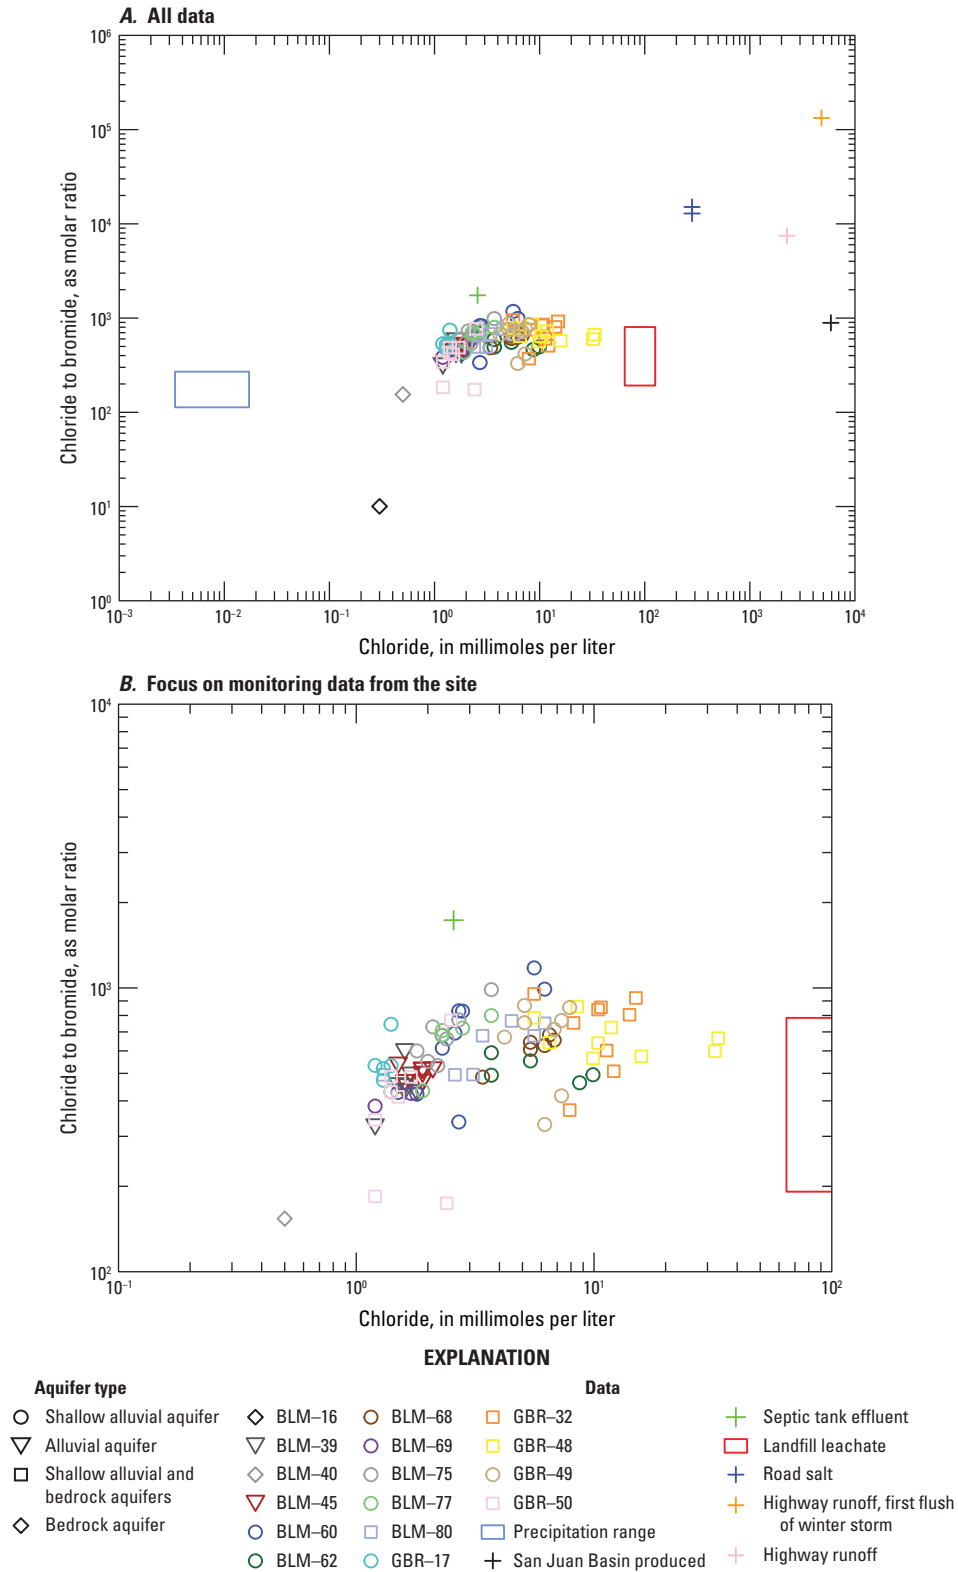 A. All data
10⁶
10⁵
10⁴
10³
10²
10¹
10⁰
Chloride to bromide, as molar ratio
10⁻³ 10⁻² 10⁻¹ 10⁰ 10¹ 10² 10³ 10⁴
Chloride, in millimoles per liter
B. Focus on monitoring data from the site
10⁴
10³
10²
Chloride to bromide, as molar ratio
10⁻¹ 10⁰ 10¹ 10²
Chloride, in millimoles per liter
EXPLANATION
Aquifer type
Shallow alluvial aquifer
Alluvial aquifer
Shallow alluvial and
bedrock aquifers
Bedrock aquifer
Data
BLM–16
BLM–39
BLM–40
BLM–45
BLM–60
BLM–62
BLM–68
BLM–69
BLM–75
BLM–77
BLM–80
GBR–17
GBR–32
GBR–48
GBR–49
GBR–50
Precipitation range
San Juan Basin produced
Septic tank effluent
Landfill leachate
Road salt
Highway runoff, first flush
of winter storm
Highway runoff